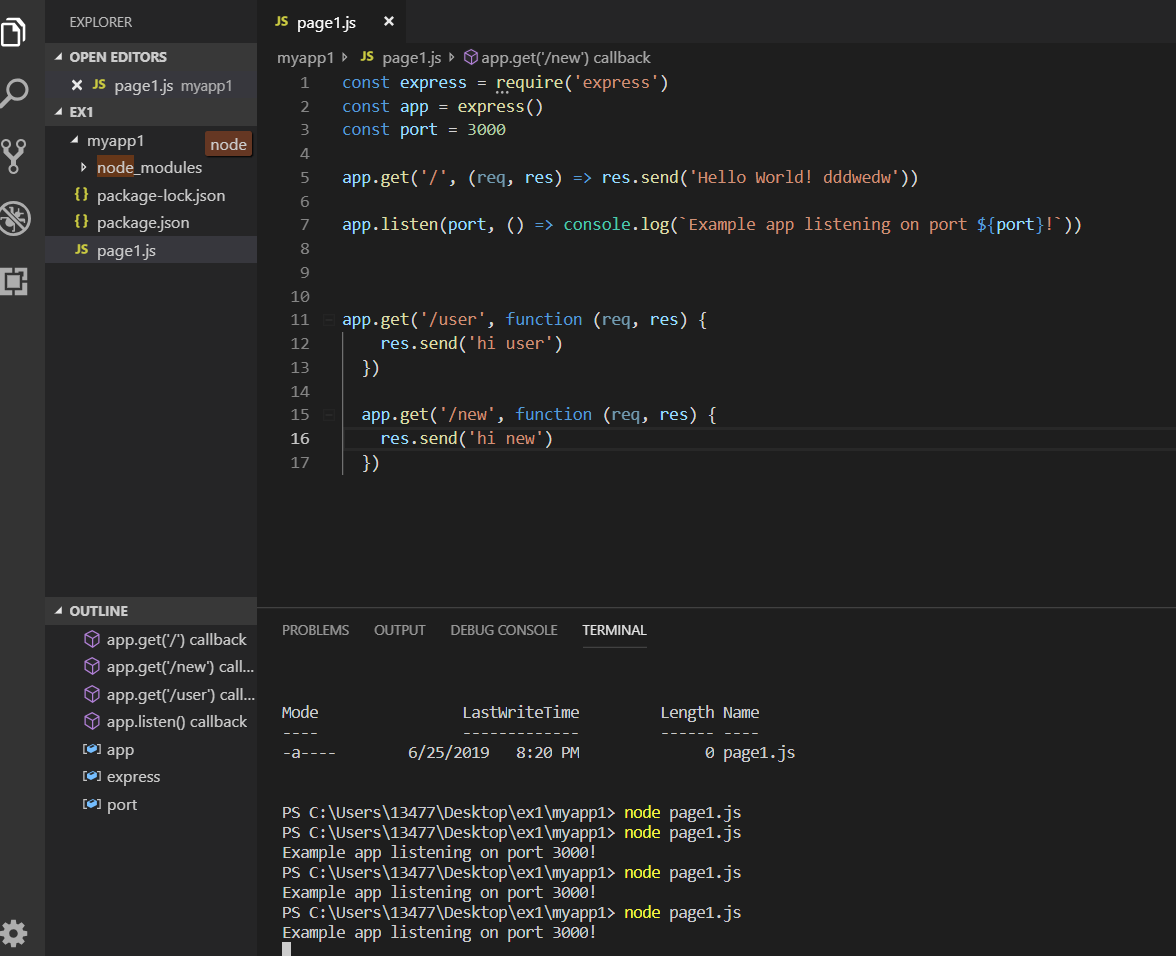 EXPLORER
OPEN EDITORS
JS page1.js myapp1
EX1
myapp1
node
node_modules
{} package-lock.json
{} package.json
JS page1.js
OUTLINE
app.get('/') callback
app.get('/new') call...
app.get('/user') call...
app.listen() callback
app
express
port
JS page1.js
myapp1 JS page1.js app.get('/new') callback
1 const express = require('express')
2 const app = express()
3 const port = 3000
4
5 app.get('/', (req, res) => res.send('Hello World! dddwedw'))
6
7 app.listen(port, () => console.log(`Example app listening on port ${port}!`))
8
9
10
11 app.get('/user', function (req, res) {
12 res.send('hi user')
13 })
14
15 app.get('/new', function (req, res) {
16 res.send('hi new')
17 })
PROBLEMS OUTPUT DEBUG CONSOLE TERMINAL
Mode LastWriteTime Length Name
---- ------------- ------ ----
-a---- 6/25/2019 8:20 PM 0 page1.js
PS C:\Users\13477\Desktop\ex1\myapp1> node page1.js
PS C:\Users\13477\Desktop\ex1\myapp1> node page1.js
Example app listening on port 3000!
PS C:\Users\13477\Desktop\ex1\myapp1> node page1.js
Example app listening on port 3000!
PS C:\Users\13477\Desktop\ex1\myapp1> node page1.js
Example app listening on port 3000!